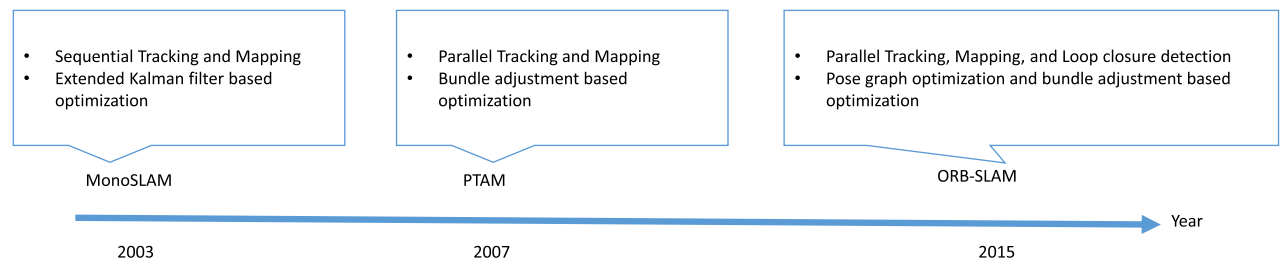 • Sequential Tracking and Mapping
• Extended Kalman filter based
optimization
• Parallel Tracking and Mapping
• Bundle adjustment based
optimization
• Parallel Tracking, Mapping, and Loop closure detection
• Pose graph optimization and bundle adjustment based
optimization
MonoSLAM
PTAM
ORB-SLAM
Year
2003
2007
2015